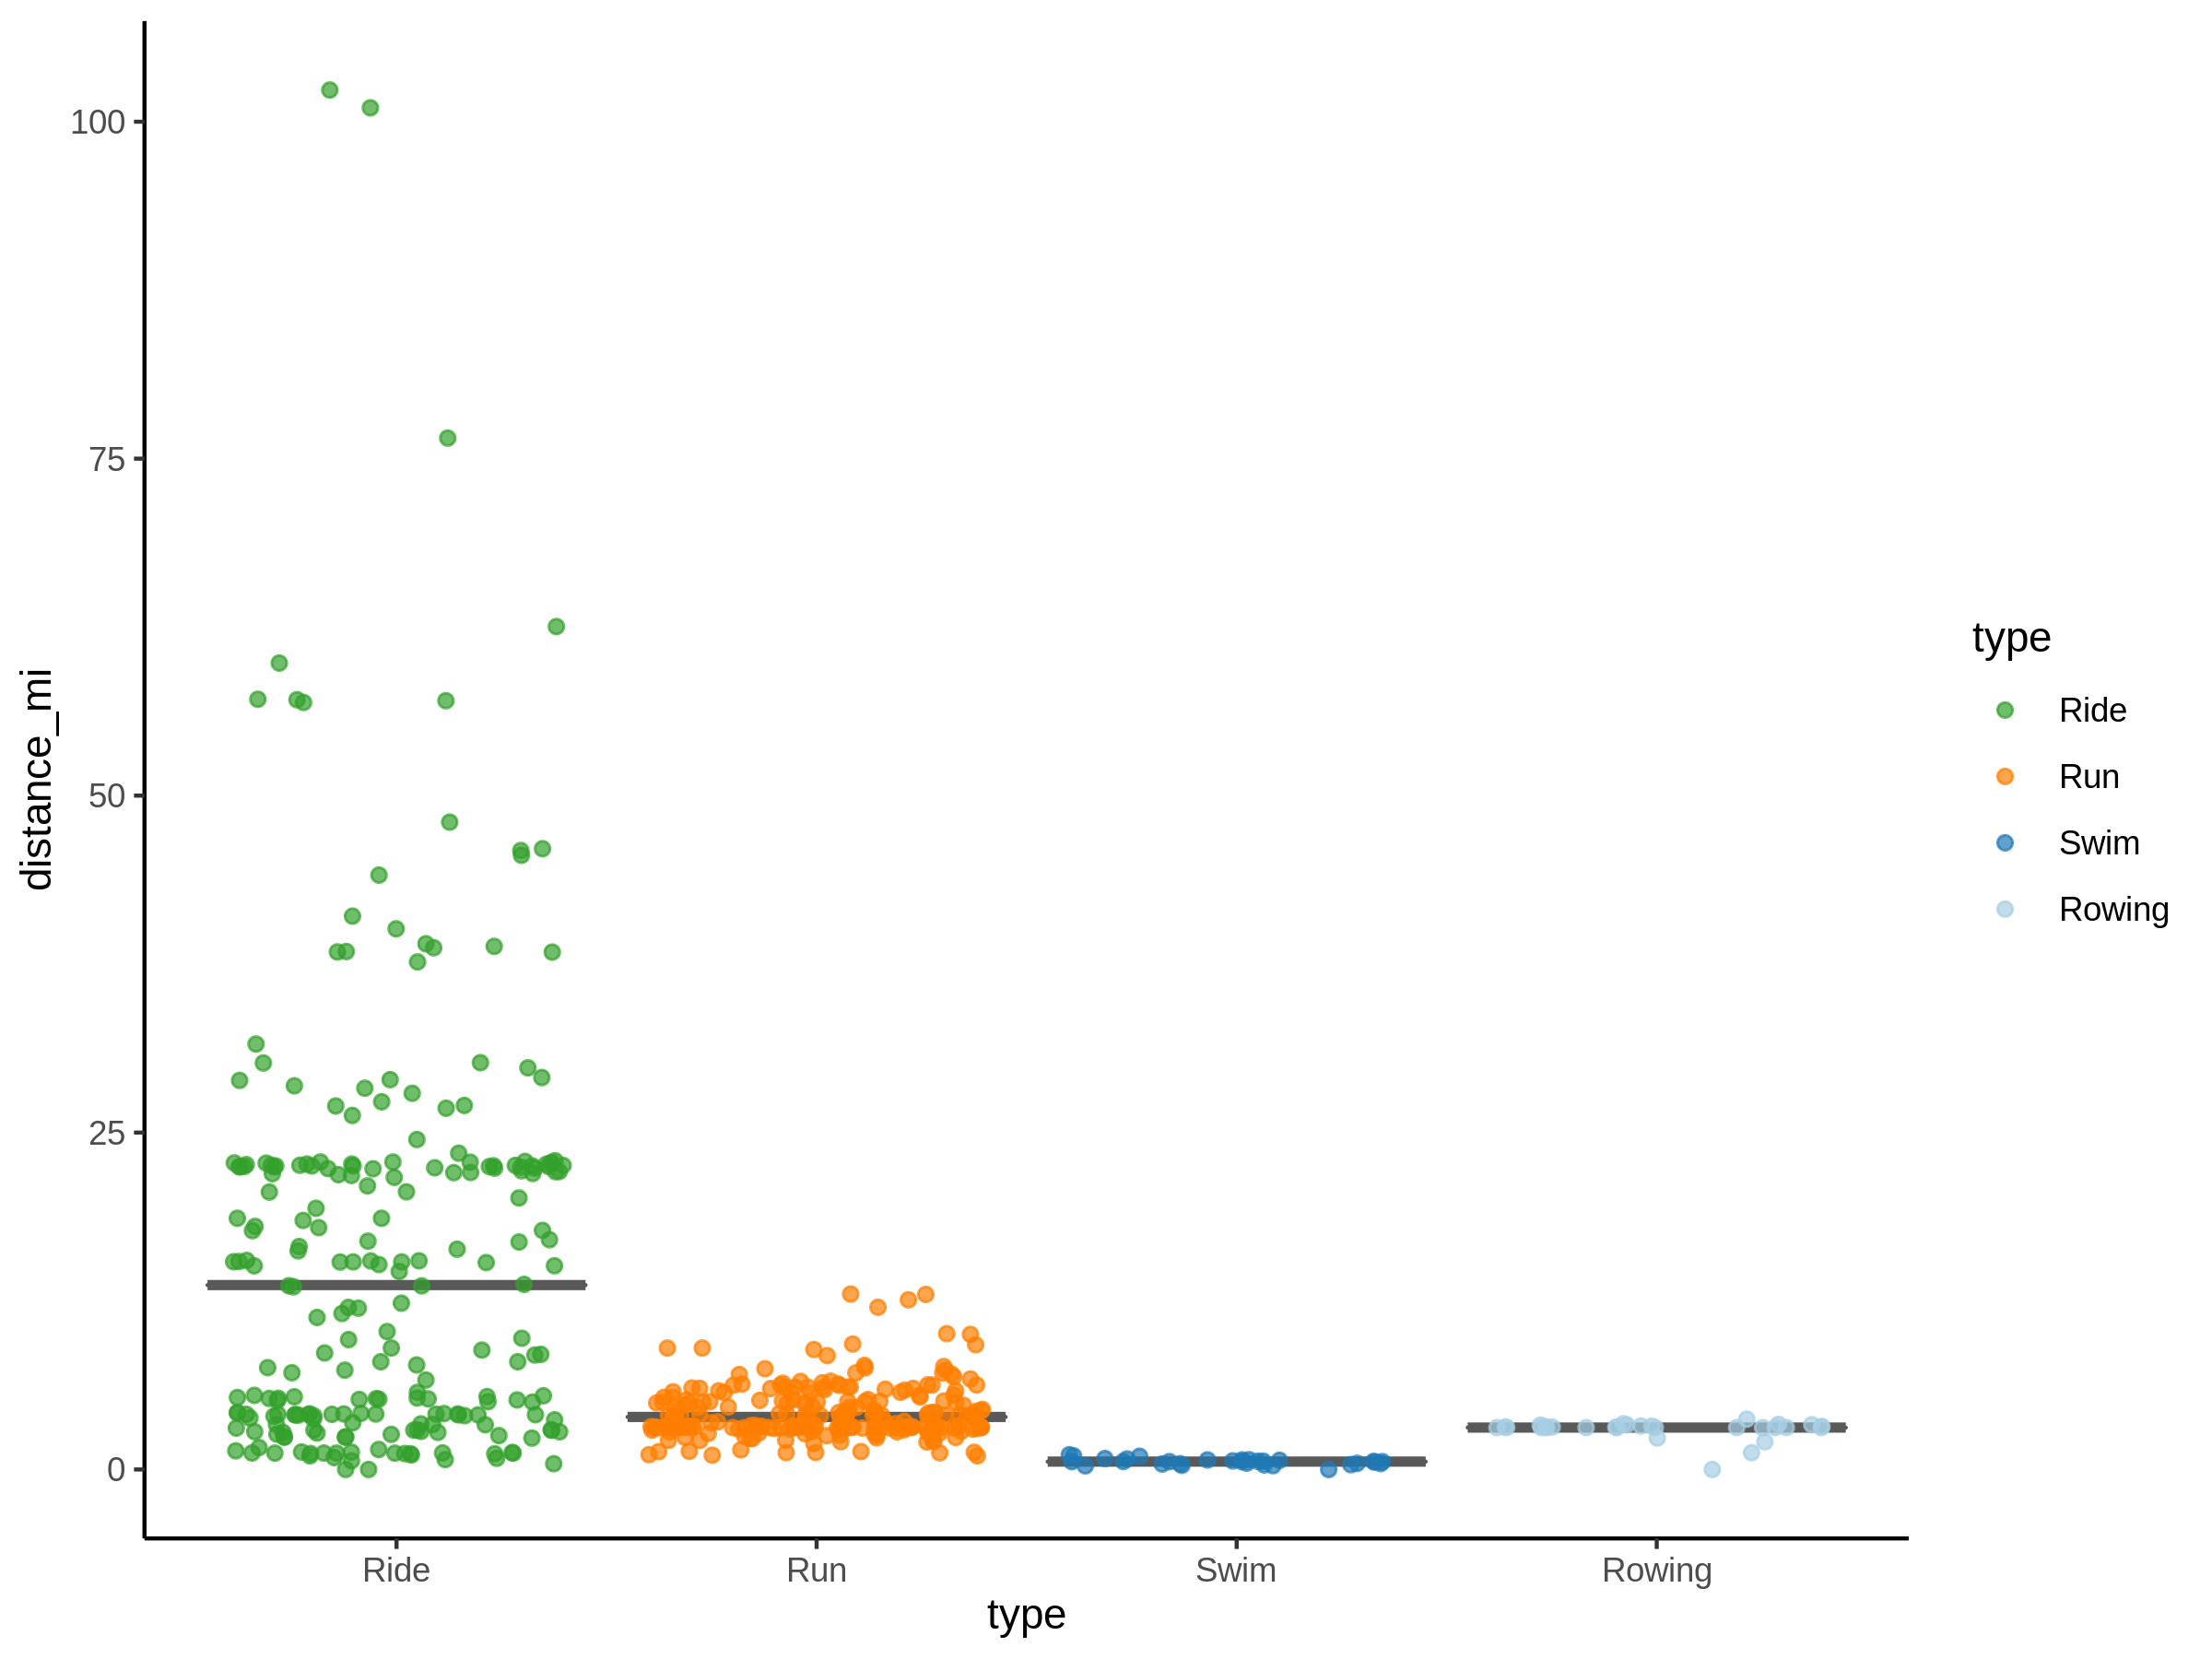 distance_mi
100
75
50
25
0
Ride
Run
Swim
Rowing
type
type
Ride
Run
Swim
Rowing